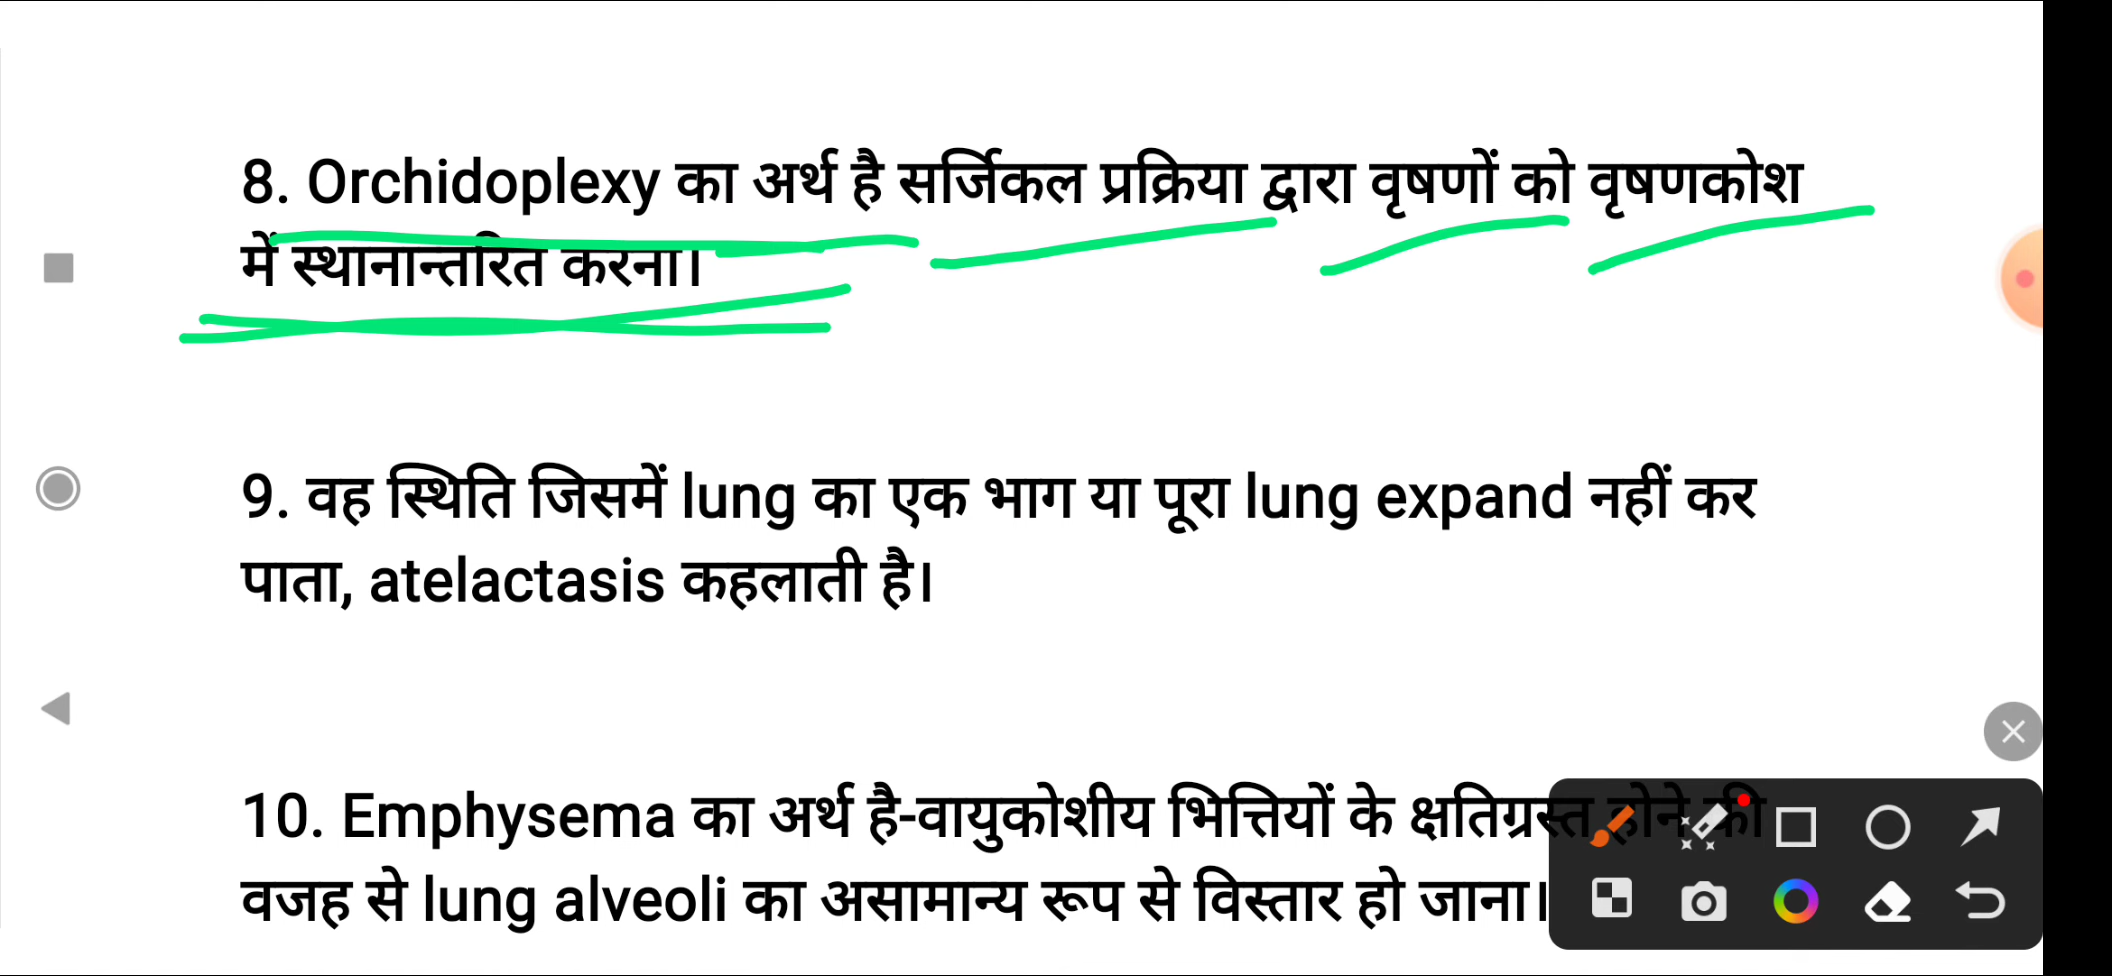 8. Orchidoplexy का अर्थ है सर्जिकल प्रक्रिया द्वारा वृषणों को वृषणकोश
में स्थानान्तरित करना।
9. वह स्थिति जिसमें lung का एक भाग या पूरा lung expand नहीं कर
पाता, atelactasis कहलाती है।
10. Emphysema का अर्थ है-वायुकोशीय भित्तियों के क्षतिग्रस्त होने की
वजह से lung alveoli का असामान्य रूप से विस्तार हो जाना।